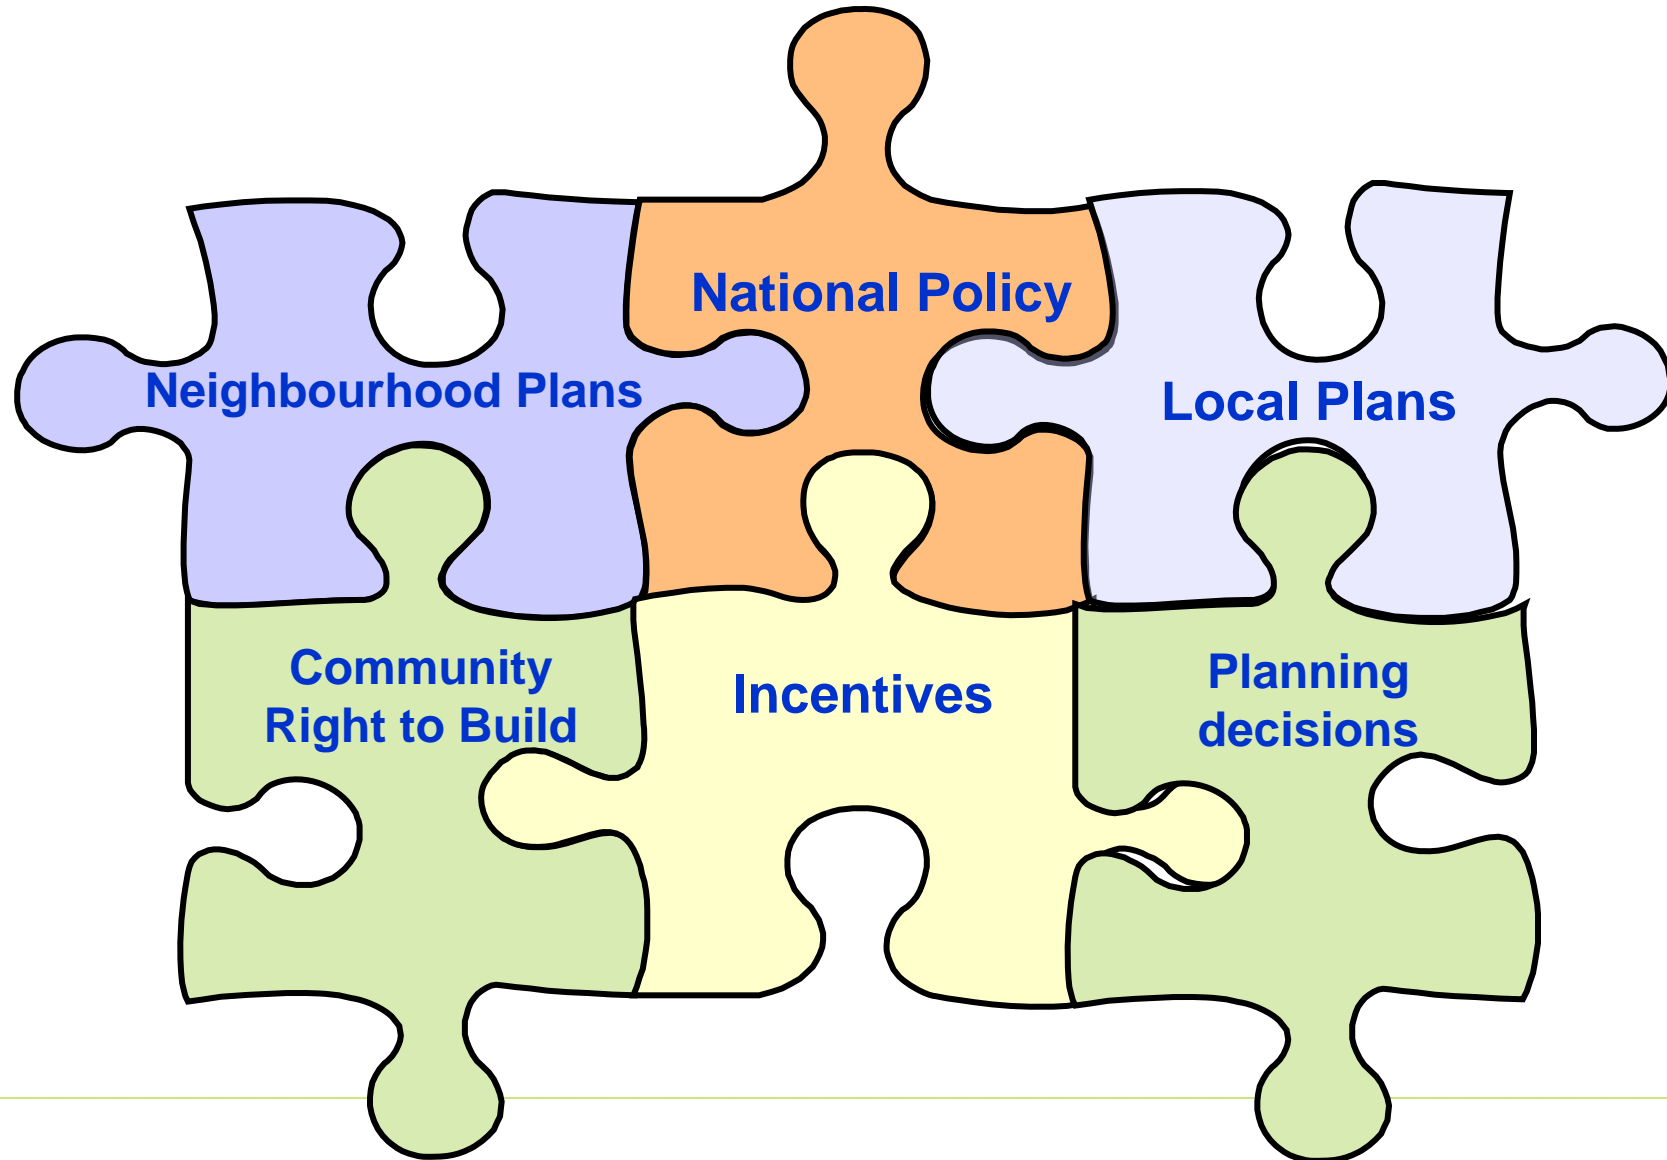 National Policy
Neighbourhood Plans
Local Plans
Community
Right to Build
Incentives
Planning
decisions